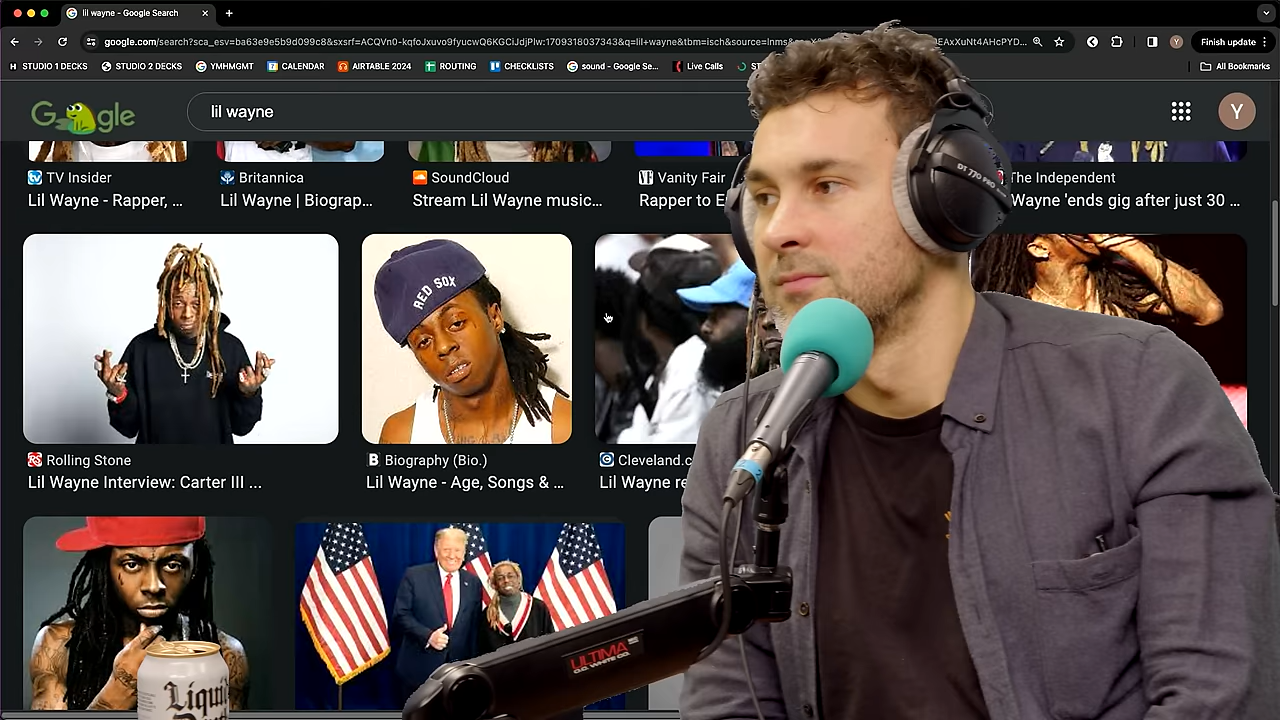 lil wayne - Google Search
google.com/search?sca_esv=ba63e9e5b9d099c8&sxsrf=ACQVn0-kqfoJxuvo9fyucwQ6KGCiJdjPlw:1709318037343&q=lil+wayne&tbm=isch&source=lnms&
EAxXuNt4AHcPYD...
Finish update
STUDIO 1 DECKS
STUDIO 2 DECKS
YMHMGMT
CALENDAR
AIRTABLE 2024
ROUTING
CHECKLISTS
sound - Google Se...
Live Calls
All Bookmarks
Google
lil wayne
Y
TV Insider
Lil Wayne - Rapper, ...
Britannica
Lil Wayne | Biograp...
SoundCloud
Stream Lil Wayne music...
Vanity Fair
Rapper to E
The Independent
Wayne 'ends gig after just 30 ...
DT 770 PRO
RED SOX
Rolling Stone
Lil Wayne Interview: Carter III ...
Biography (Bio.)
Lil Wayne - Age, Songs & ...
Cleveland.c
Lil Wayne re
ULTIMA
O.C. WHITE CO.
Liquid